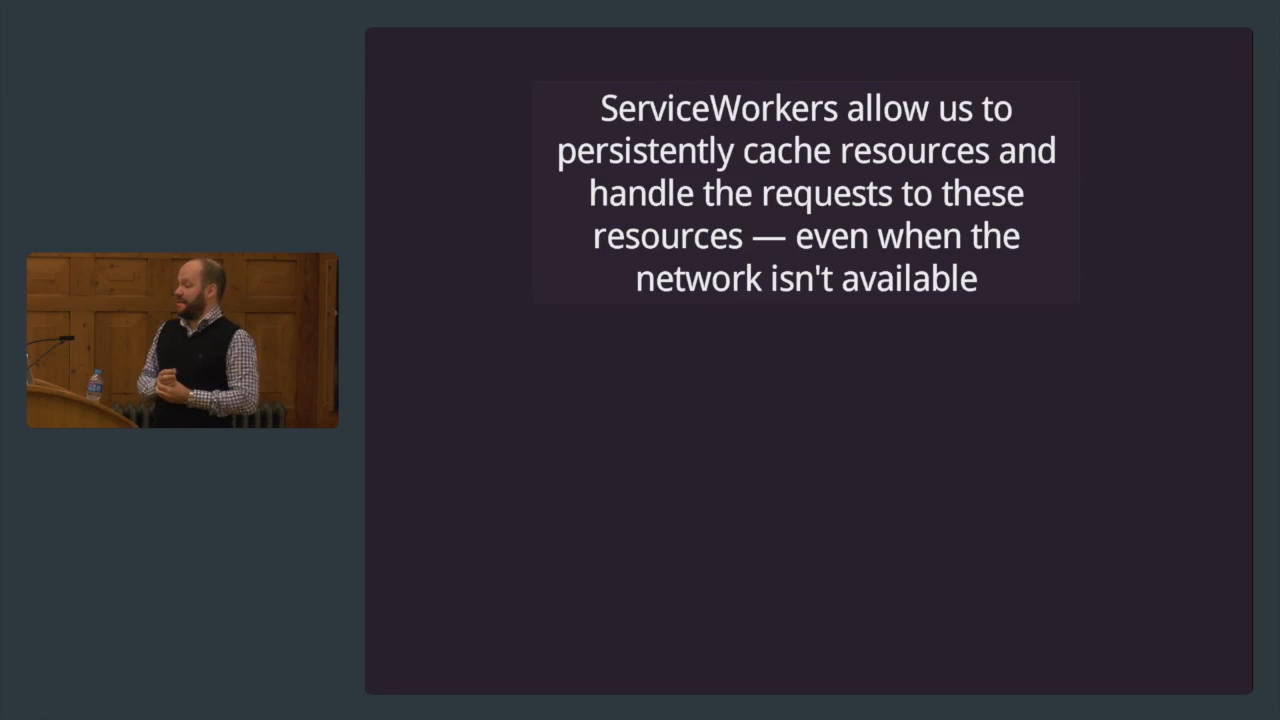 ServiceWorkers allow us to
persistently cache resources and
handle the requests to these
resources — even when the
network isn't available